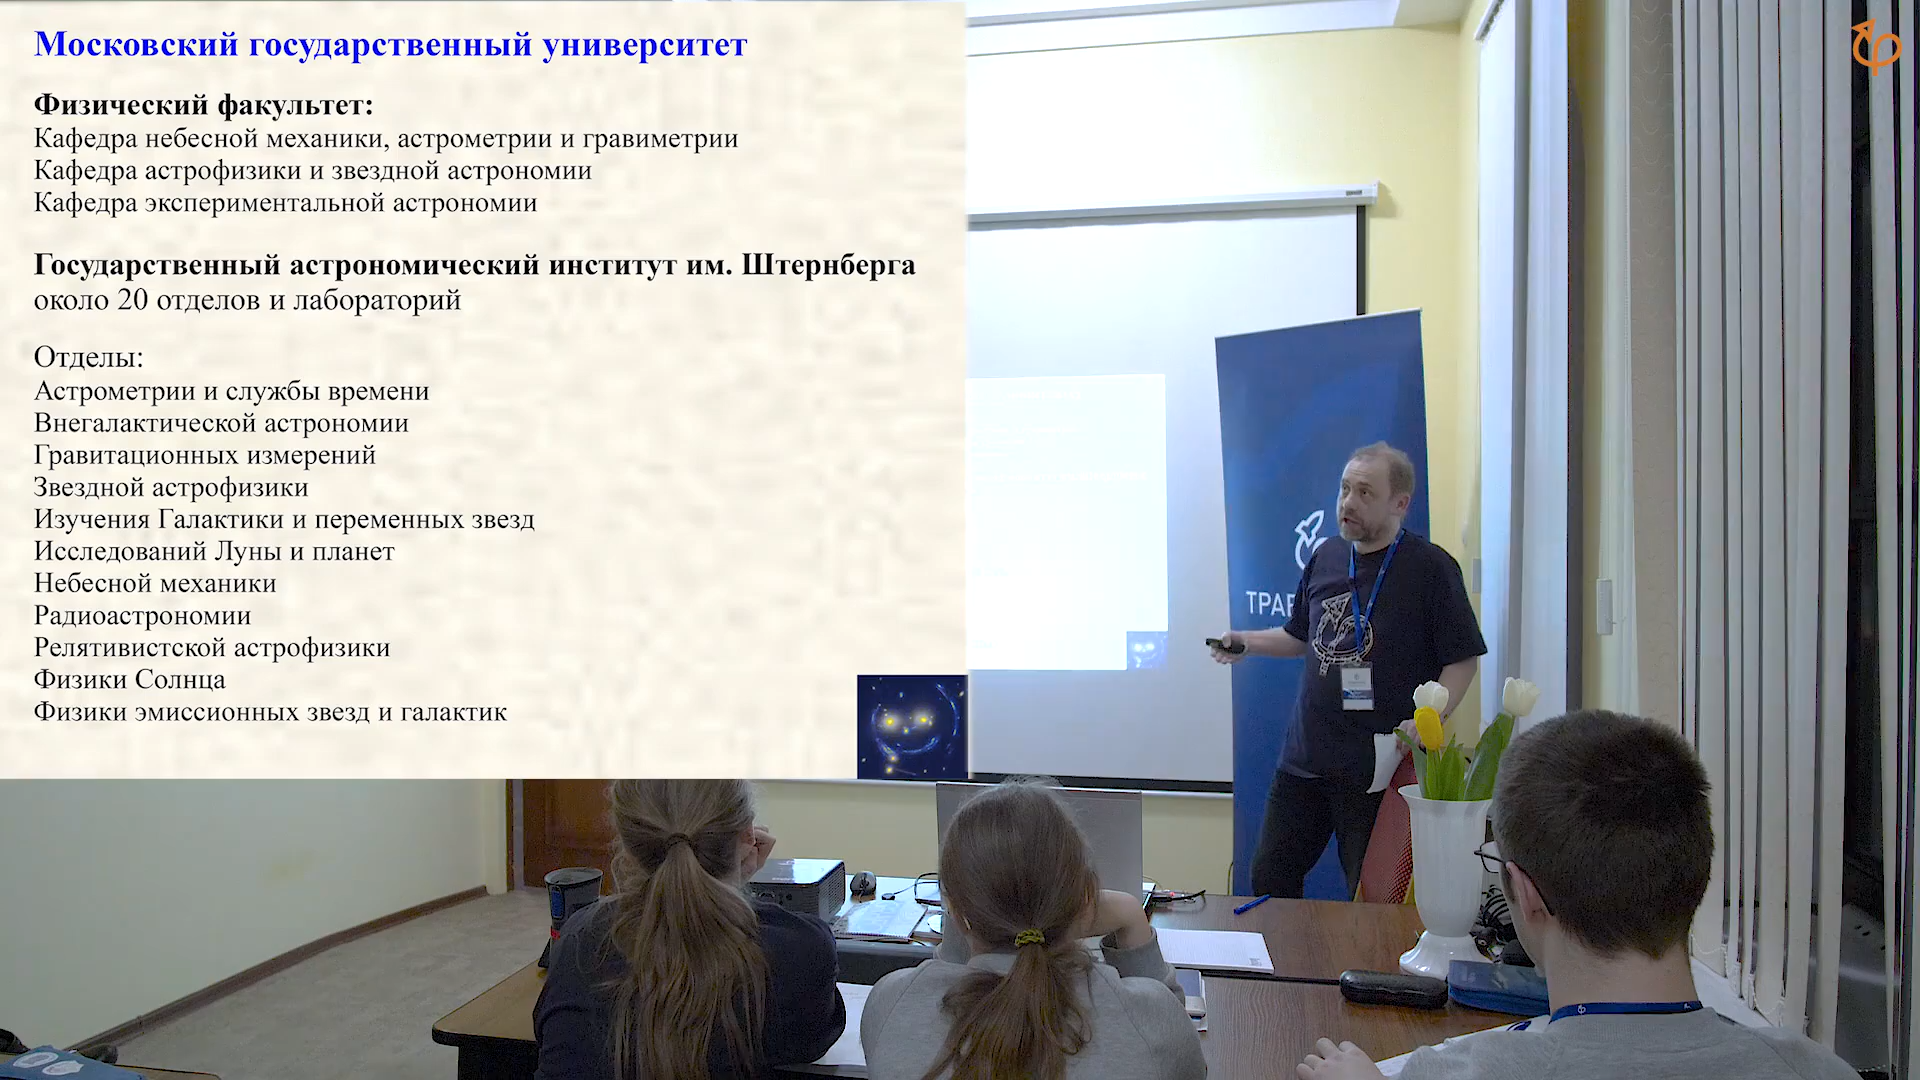 Московский государственный университет
Физический факультет:
Кафедра небесной механики, астрометрии и гравиметрии
Кафедра астрофизики и звездной астрономии
Кафедра экспериментальной астрономии
Государственный астрономический институт им. Штернберга
около 20 отделов и лабораторий
Отделы:
Астрометрии и службы времени
Внегалактической астрономии
Гравитационных измерений
Звездной астрофизики
Изучения Галактики и переменных звезд
Исследований Луны и планет
Небесной механики
Радиоастрономии
Релятивистской астрофизики
Физики Солнца
Физики эмиссионных звезд и галактик
ТРАЕ